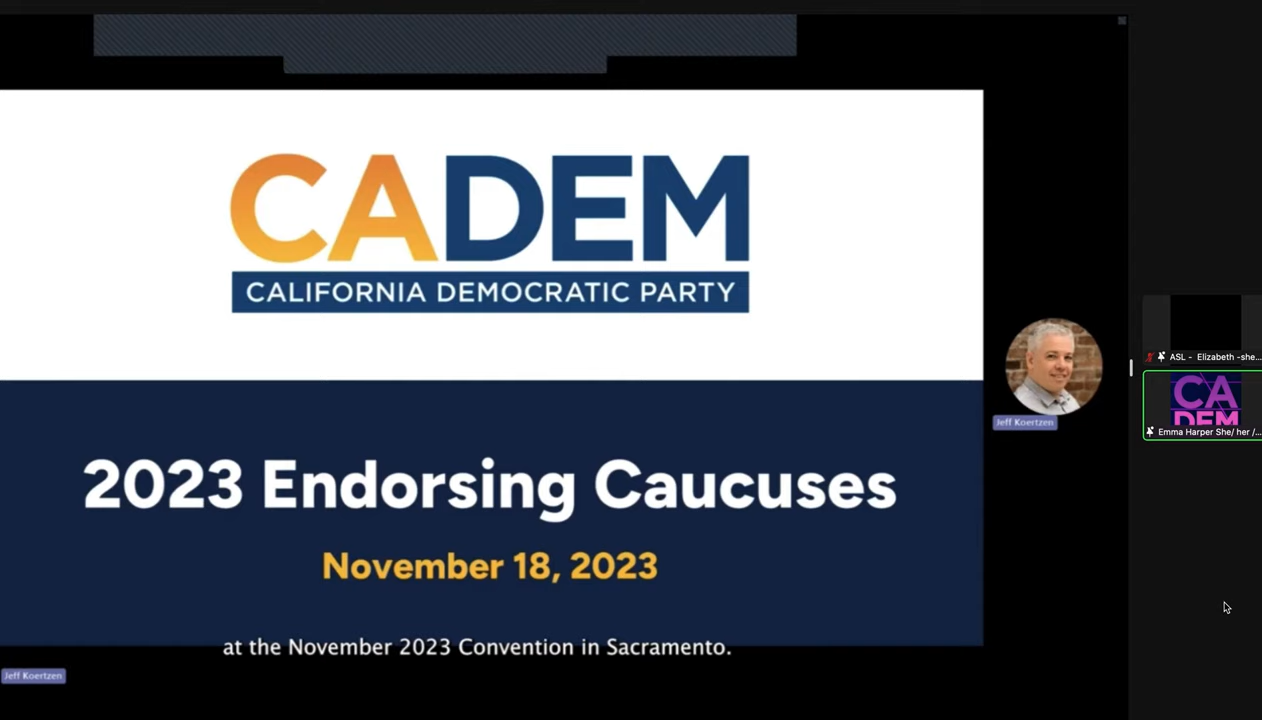 CADEM
CALIFORNIA DEMOCRATIC PARTY
Jeff Koertzen
ASL - Elizabeth -she...
CA
DEM
Emma Harper She/ her /...
2023 Endorsing Caucuses
November 18, 2023
at the November 2023 Convention in Sacramento.
Jeff Koertzen